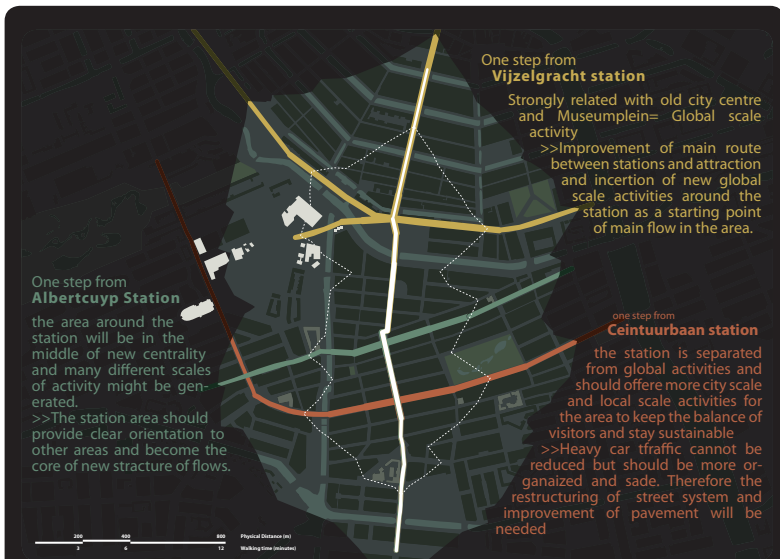 One step from
Vijzelgracht station
Strongly related with old city centre
and Museumplein= Global scale
activity
>>Improvement of main route
between stations and attraction
and incertion of new global
scale activities around the
station as a starting point
of main flow in the area.
One step from
Albertcuyp Station
the area around the
station will be in the
middle of new centrality
and many different scales
of activity might be gen-
erated.
>>The station area should
provide clear orientation to
other areas and become the
core of new stracture of flows.
one step from
Ceintuurbaan station
the station is separated
from global activities and
should offere more city scale
and local scale activities for
the area to keep the balance of
visitors and stay sustainable
>>Heavy car tfraffic cannot be
reduced but should be more or-
ganaized and sade. Therefore the
restructuring of street system and
improvement of pavement will be
needed
200 400 800 Physical Distance (m)
3 6 12 Walking time (minutes)